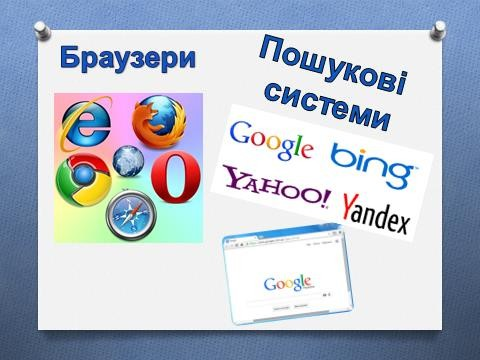 Браузери
Пошукові
системи
Google
bing
YAHOO!
Yandex
Google